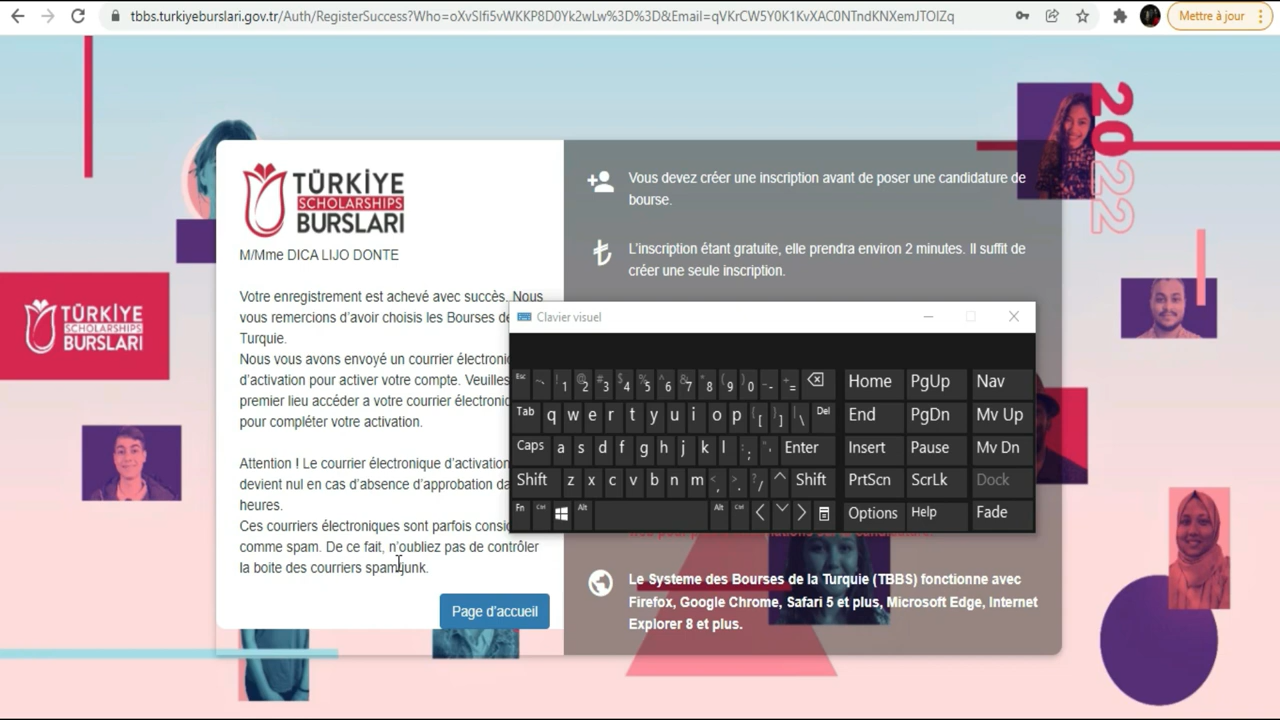 tbbs.turkiyeburslari.gov.tr/Auth/RegisterSuccess?Who=oXvSIfi5vWKKP8D0Yk2wLw%3D%3D&Email=qVKrCW5Y0K1KvXAC0NTndKNXemJTOIZq
Mettre à jour
2022
TÜRKİYE
SCHOLARSHIPS
BURSLARI
TÜRKİYE
SCHOLARSHIPS
BURSLARI
M/Mme DICA LIJO DONTE
Votre enregistrement est achevé avec succès. Nous
vous remercions d'avoir choisis les Bourses de
Turquie.
Nous vous avons envoyé un courrier électroni
d'activation pour activer votre compte. Veuilles
premier lieu accéder a votre courrier électroni
pour compléter votre activation.
Attention ! Le courrier électronique d'activation
devient nul en cas d'absence d'approbation da
heures.
Ces courriers électroniques sont parfois consi
comme spam. De ce fait, n'oubliez pas de contrôler
la boite des courriers spam/junk.
Page d'accueil
Vous devez créer une inscription avant de poser une candidature de
bourse.
L'inscription étant gratuite, elle prendra environ 2 minutes. Il suffit de
créer une seule inscription.
Clavier visuel
Esc ~ ` ! 1 @ 2 # 3 $ 4 % 5 ^ 6 & 7 * 8 ( 9 ) 0 _ - + = Home PgUp Nav
Tab q w e r t y u i o p { [ } ] | \ Del End PgDn Mv Up
Caps a s d f g h j k l : ; " ' Enter Insert Pause Mv Dn
Shift z x c v b n m < , > . ? / ^ Shift PrtScn ScrLk Dock
Fn Ctrl Alt Alt Ctrl Options Help Fade
Le Systeme des Bourses de la Turquie (TBBS) fonctionne avec
Firefox, Google Chrome, Safari 5 et plus, Microsoft Edge, Internet
Explorer 8 et plus.